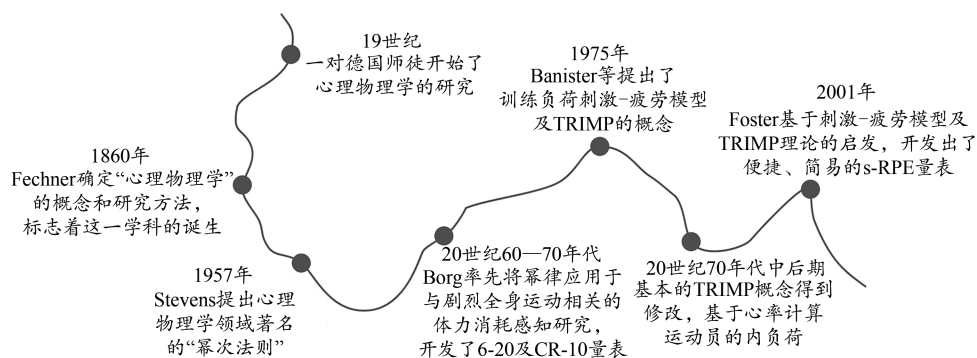 19世纪
一对德国师徒开始了
心理物理学的研究
1860年
Fechner确定“心理物理学”
的概念和研究方法，
标志着这一学科的诞生
1957年
Stevens提出心理
物理学领域著名
的“幂次法则”
20世纪60—70年代
Borg率先将幂律应用于
与剧烈全身运动相关的
体力消耗感知研究，
开发了6-20及CR-10量表
1975年
Banister等提出了
训练负荷刺激-疲劳模型
及TRIMP的概念
20世纪70年代中后期
基本的TRIMP概念得到
修改，基于心率计算
运动员的内负荷
2001年
Foster基于刺激-疲劳模型及
TRIMP理论的启发，开发出了
便捷、简易的s-RPE量表